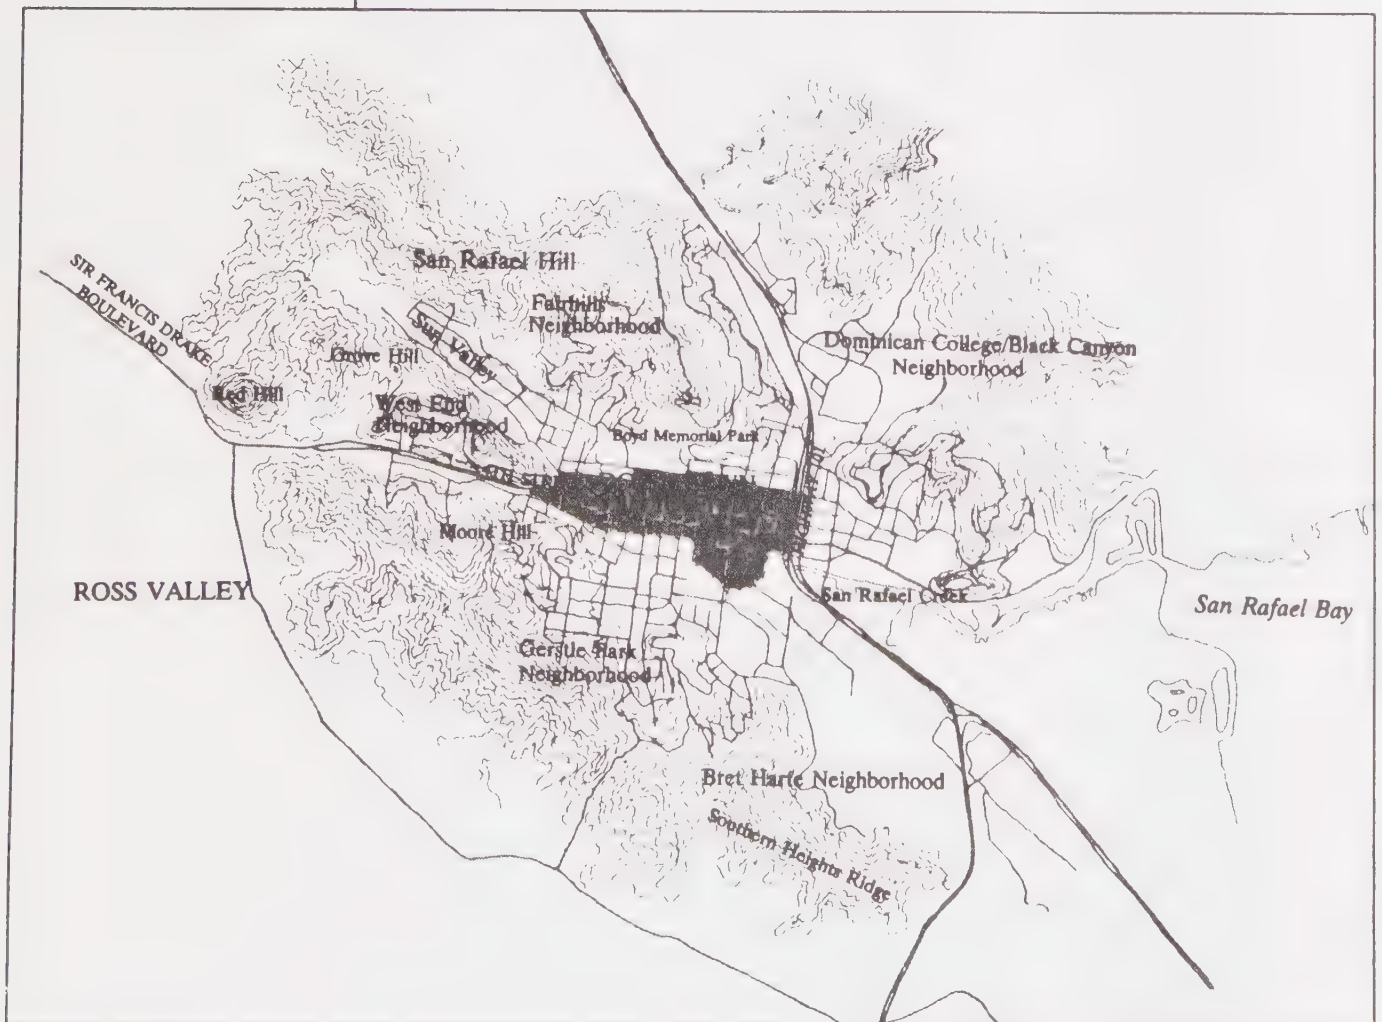 San Rafael Hill
SIR FRANCIS DRAKE
BOULEVARD
Fairhills
Neighborhood
Sun Valley
Dominican College/Black Canyon
Neighborhood
Grove Hill
Red Hill
West End
Neighborhood
Boyd Memorial Park
Moore Hill
ROSS VALLEY
San Rafael Creek
San Rafael Bay
Gerstle Park
Neighborhood
Bret Harte Neighborhood
Southern Heights Ridge